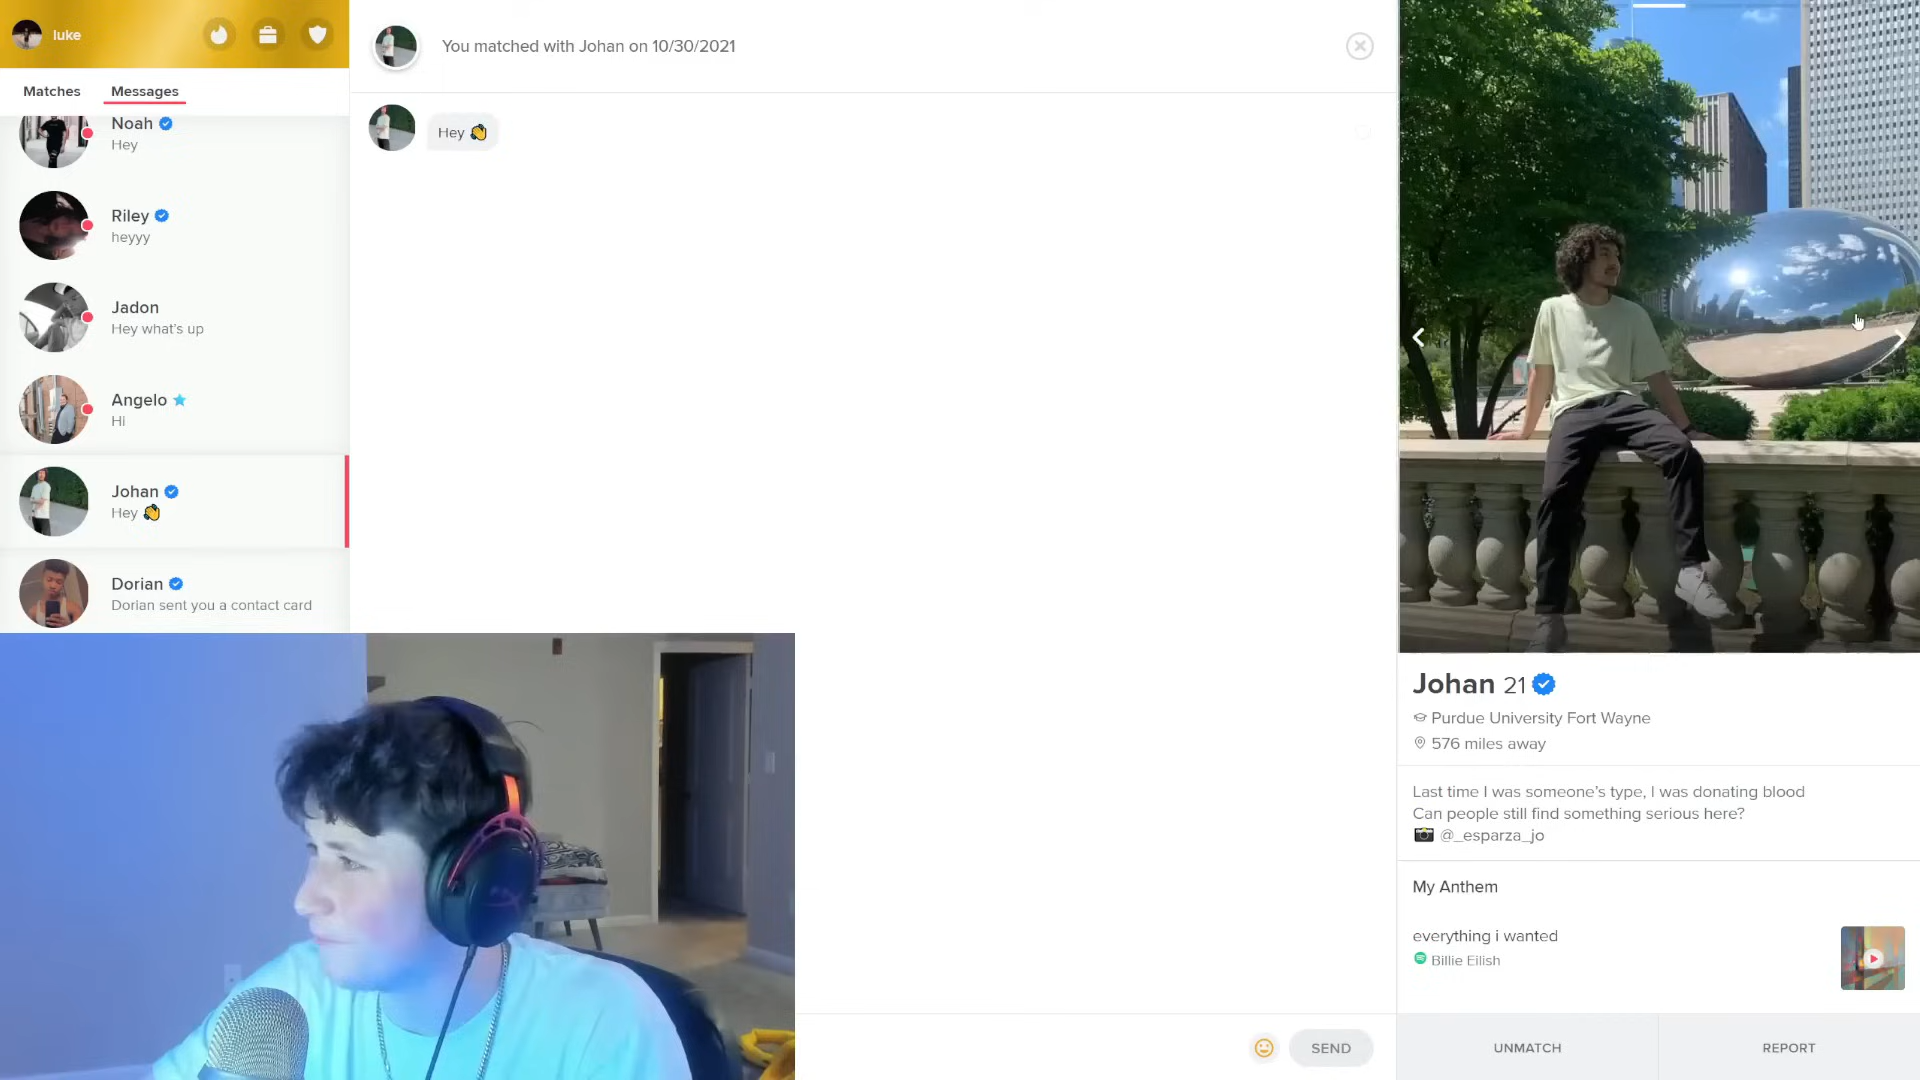 luke
Matches Messages
Noah
Hey
Riley
heyyy
Jadon
Hey what's up
Angelo
Hi
Johan
Hey 👋
Dorian
Dorian sent you a contact card
You matched with Johan on 10/30/2021
Hey 👋
SEND
Johan 21
Purdue University Fort Wayne
576 miles away
Last time I was someone's type, I was donating blood
Can people still find something serious here?
📷 @_esparza_jo
My Anthem
everything i wanted
Billie Eilish
UNMATCH REPORT